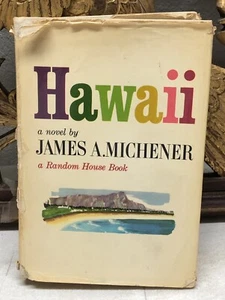 Hawaii
a novel by
JAMES A.MICHENER
a Random House Book